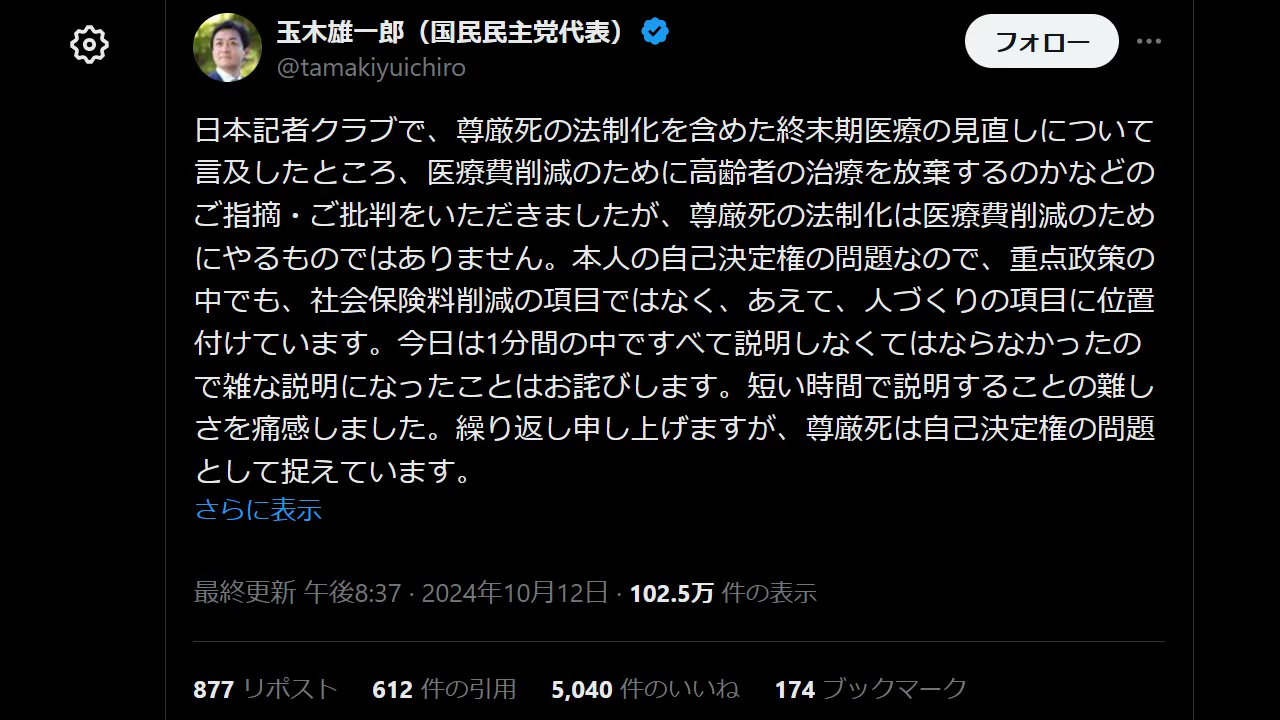 玉木雄一郎（国民民主党代表）
@tamakiyuichiro
フォロー
日本記者クラブで、尊厳死の法制化を含めた終末期医療の見直しについて
言及したところ、医療費削減のために高齢者の治療を放棄するのかなどの
ご指摘・ご批判をいただきましたが、尊厳死の法制化は医療費削減のため
にやるものではありません。本人の自己決定権の問題なので、重点政策の
中でも、社会保険料削減の項目ではなく、あえて、人づくりの項目に位置
付けています。今日は1分間の中ですべて説明しなくてはならなかったの
で雑な説明になったことはお詫びします。短い時間で説明することの難し
さを痛感しました。繰り返し申し上げますが、尊厳死は自己決定権の問題
として捉えています。
さらに表示
最終更新 午後8:37 · 2024年10月12日 · 102.5万 件の表示
877 リポスト 612 件の引用 5,040 件のいいね 174 ブックマーク